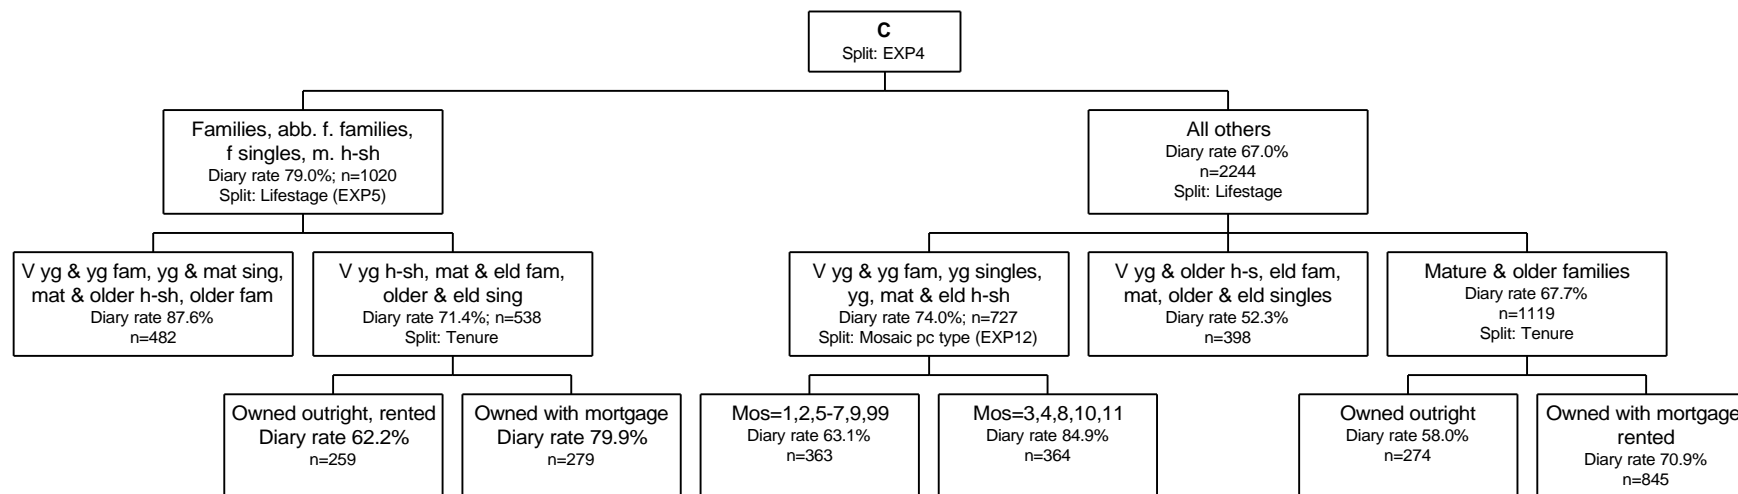 C
Split: EXP4
Families, abb. f. families,
f singles, m. h-sh
Diary rate 79.0%; n=1020
Split: Lifestage (EXP5)
All others
Diary rate 67.0%
n=2244
Split: Lifestage
V yg & yg fam, yg & mat sing,
mat & older h-sh, older fam
Diary rate 87.6%
n=482
V yg h-sh, mat & eld fam,
older & eld sing
Diary rate 71.4%; n=538
Split: Tenure
V yg & yg fam, yg singles,
yg, mat & eld h-sh
Diary rate 74.0%; n=727
Split: Mosaic pc type (EXP12)
V yg & older h-s, eld fam,
mat, older & eld singles
Diary rate 52.3%
n=398
Mature & older families
Diary rate 67.7%
n=1119
Split: Tenure
Owned outright, rented
Diary rate 62.2%
n=259
Owned with mortgage
Diary rate 79.9%
n=279
Mos=1,2,5-7,9,99
Diary rate 63.1%
n=363
Mos=3,4,8,10,11
Diary rate 84.9%
n=364
Owned outright
Diary rate 58.0%
n=274
Owned with mortgage
rented
Diary rate 70.9%
n=845